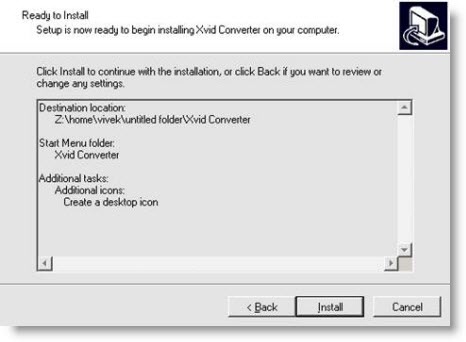 Ready to Install
Setup is now ready to begin installing Xvid Converter on your computer.
Click Install to continue with the installation, or click Back if you want to review or
change any settings.
Destination location:
Z:\home\vivek\untitled folder\Xvid Converter
Start Menu folder:
Xvid Converter
Additional tasks:
Additional icons:
Create a desktop icon
< Back
Install
Cancel